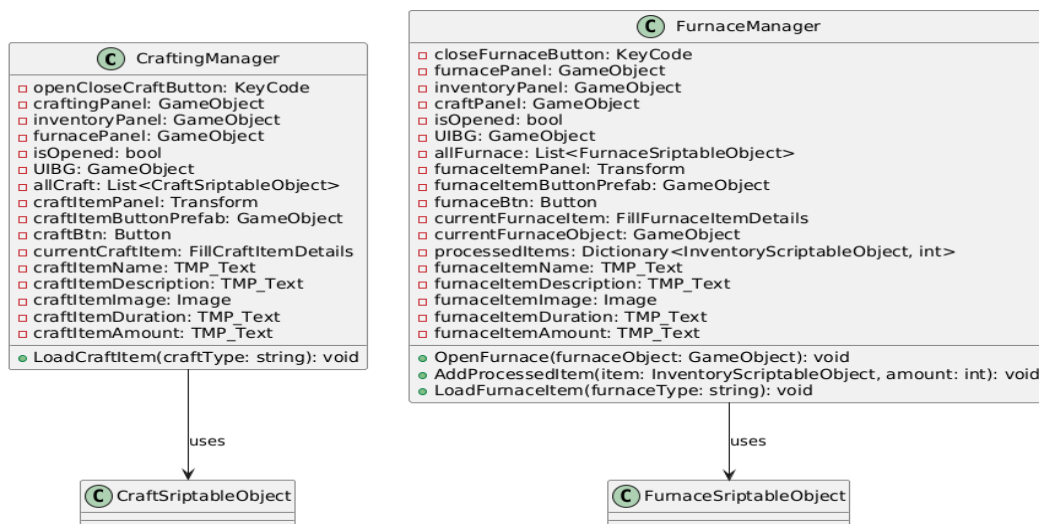 C CraftingManager
openCloseCraftButton: KeyCode
craftingPanel: GameObject
inventoryPanel: GameObject
furnacePanel: GameObject
isOpened: bool
UIBG: GameObject
allCraft: List<CraftSriptableObject>
craftItemPanel: Transform
craftItemButtonPrefab: GameObject
craftBtn: Button
currentCraftItem: FillCraftItemDetails
craftItemName: TMP_Text
craftItemDescription: TMP_Text
craftItemImage: Image
craftItemDuration: TMP_Text
craftItemAmount: TMP_Text
LoadCraftItem(craftType: string): void
uses
C CraftSriptableObject
C FurnaceManager
closeFurnaceButton: KeyCode
furnacePanel: GameObject
inventoryPanel: GameObject
craftPanel: GameObject
isOpened: bool
UIBG: GameObject
allFurnace: List<FurnaceSriptableObject>
furnaceItemPanel: Transform
furnaceItemButtonPrefab: GameObject
furnaceBtn: Button
currentFurnaceItem: FillFurnaceItemDetails
currentFurnaceObject: GameObject
processedItems: Dictionary<InventoryScriptableObject, int>
furnaceItemName: TMP_Text
furnaceItemDescription: TMP_Text
furnaceItemImage: Image
furnaceItemDuration: TMP_Text
furnaceItemAmount: TMP_Text
OpenFurnace(furnaceObject: GameObject): void
AddProcessedItem(item: InventoryScriptableObject, amount: int): void
LoadFurnaceItem(furnaceType: string): void
uses
C FurnaceSriptableObject